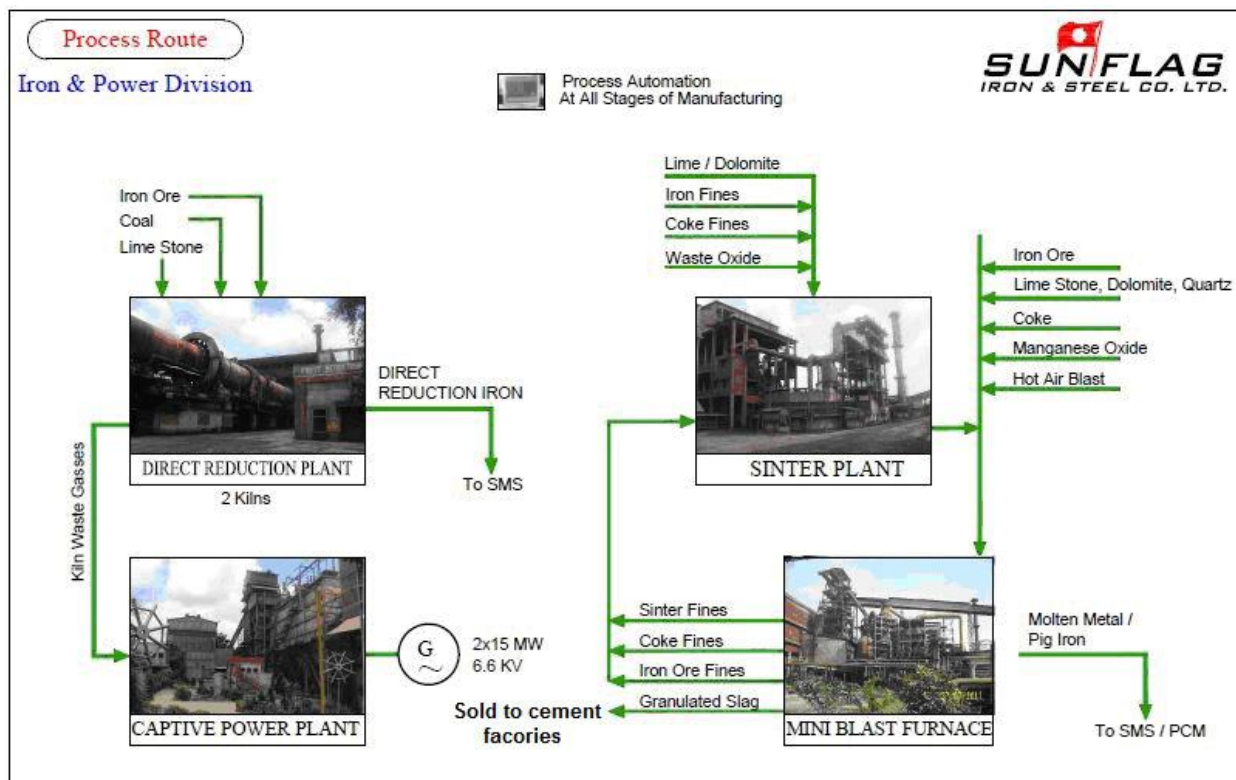 Process Route
Iron & Power Division
Process Automation
At All Stages of Manufacturing
SUNFLAG
IRON & STEEL CO. LTD.
Iron Ore
Coal
Lime Stone
DIRECT REDUCTION PLANT
2 Kilns
DIRECT
REDUCTION IRON
To SMS
Kiln Waste Gasses
CAPTIVE POWER PLANT
G
~
2x15 MW
6.6 KV
Lime / Dolomite
Iron Fines
Coke Fines
Waste Oxide
SINTER PLANT
Iron Ore
Lime Stone, Dolomite, Quartz
Coke
Manganese Oxide
Hot Air Blast
Sinter Fines
Coke Fines
Iron Ore Fines
Granulated Slag
Sold to cement
facories
MINI BLAST FURNACE
Molten Metal /
Pig Iron
To SMS / PCM